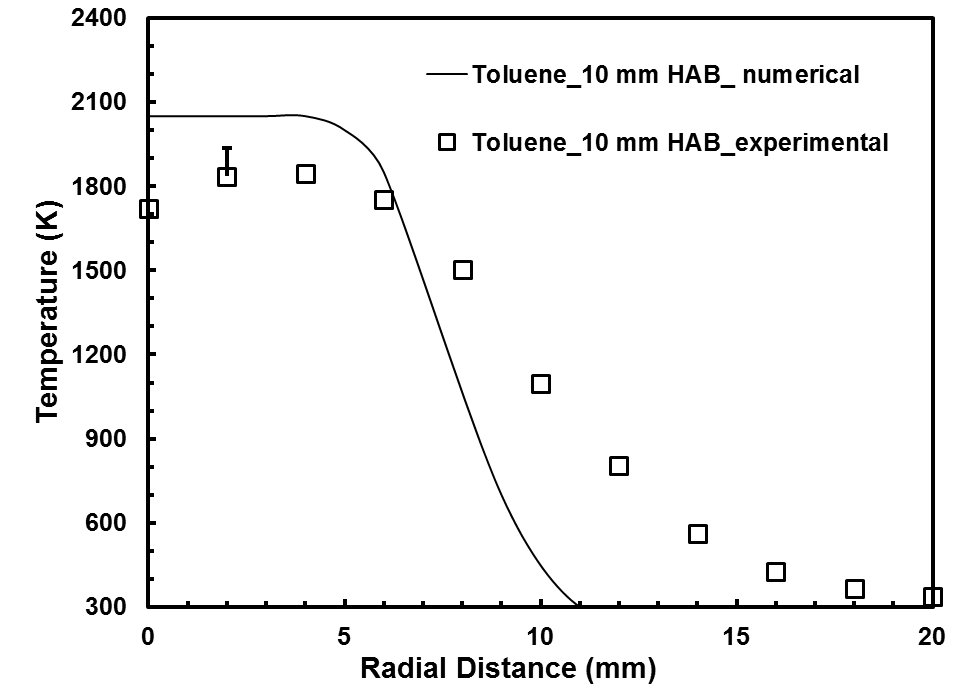 2400
2100
1800
1500
1200
900
600
300
Temperature (K)
Toluene_10 mm HAB_ numerical
Toluene_10 mm HAB_experimental
0 5 10 15 20
Radial Distance (mm)